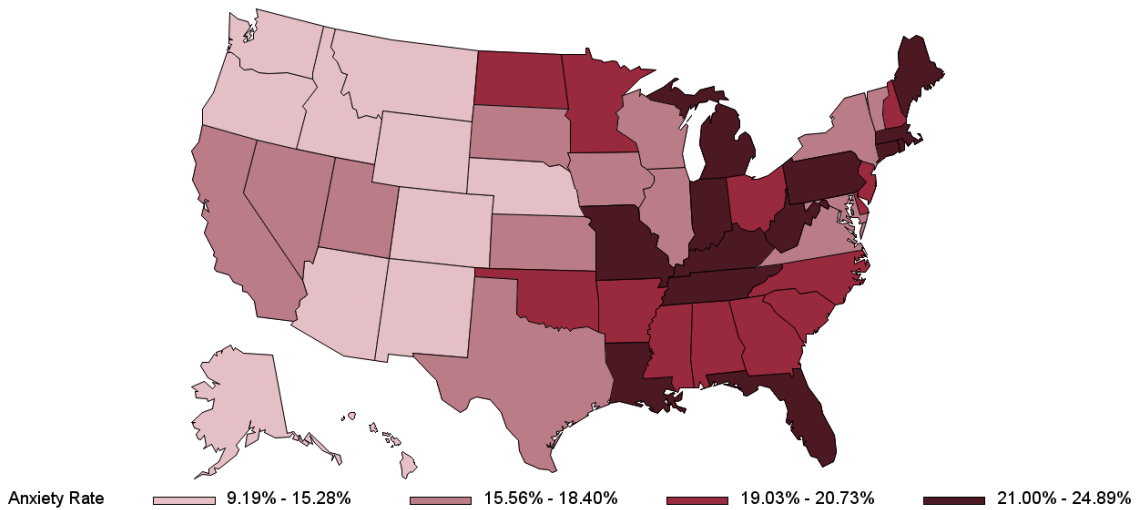 Anxiety Rate 9.19% - 15.28% 15.56% - 18.40% 19.03% - 20.73% 21.00% - 24.89%